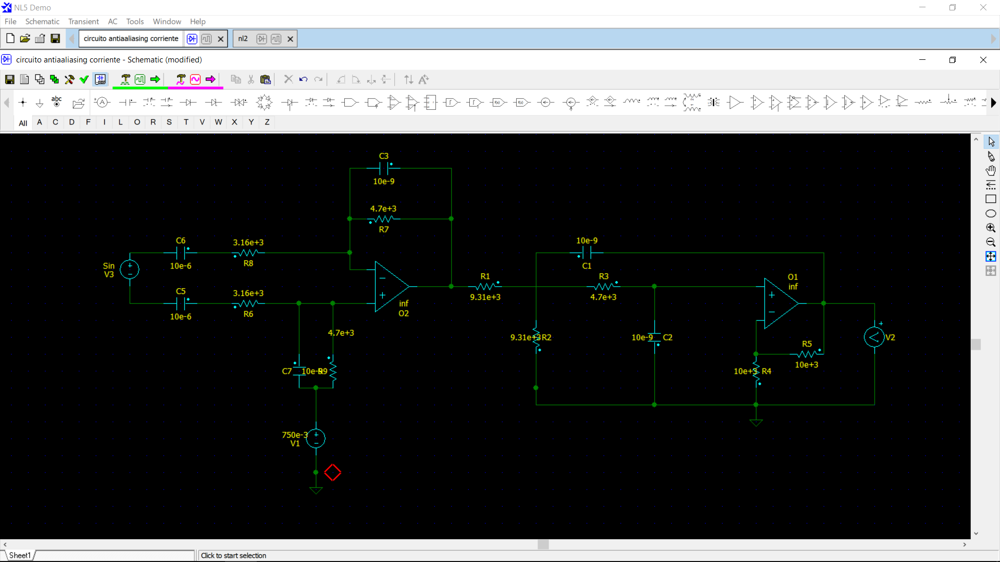 NL5 Demo
File Schematic Transient AC Tools Window Help
circuito antiaaliasing corriente nl2
circuito antiaaliasing corriente - Schematic (modified)
abc
All A C D F I L O R S T V W X Y Z
C3
10e-9
4.7e+3
R7
C6
10e-6
3.16e+3
R8
Sin
V3
C5
10e-6
3.16e+3
R6
inf
O2
4.7e+3
C7 10e-9 R9
750e-3
V1
R1
9.31e+3
10e-9
C1
R3
4.7e+3
9.31e+3 R2
10e-9 C2
O1
inf
R5
10e+3
10e+3 R4
V2
Sheet1
Click to start selection